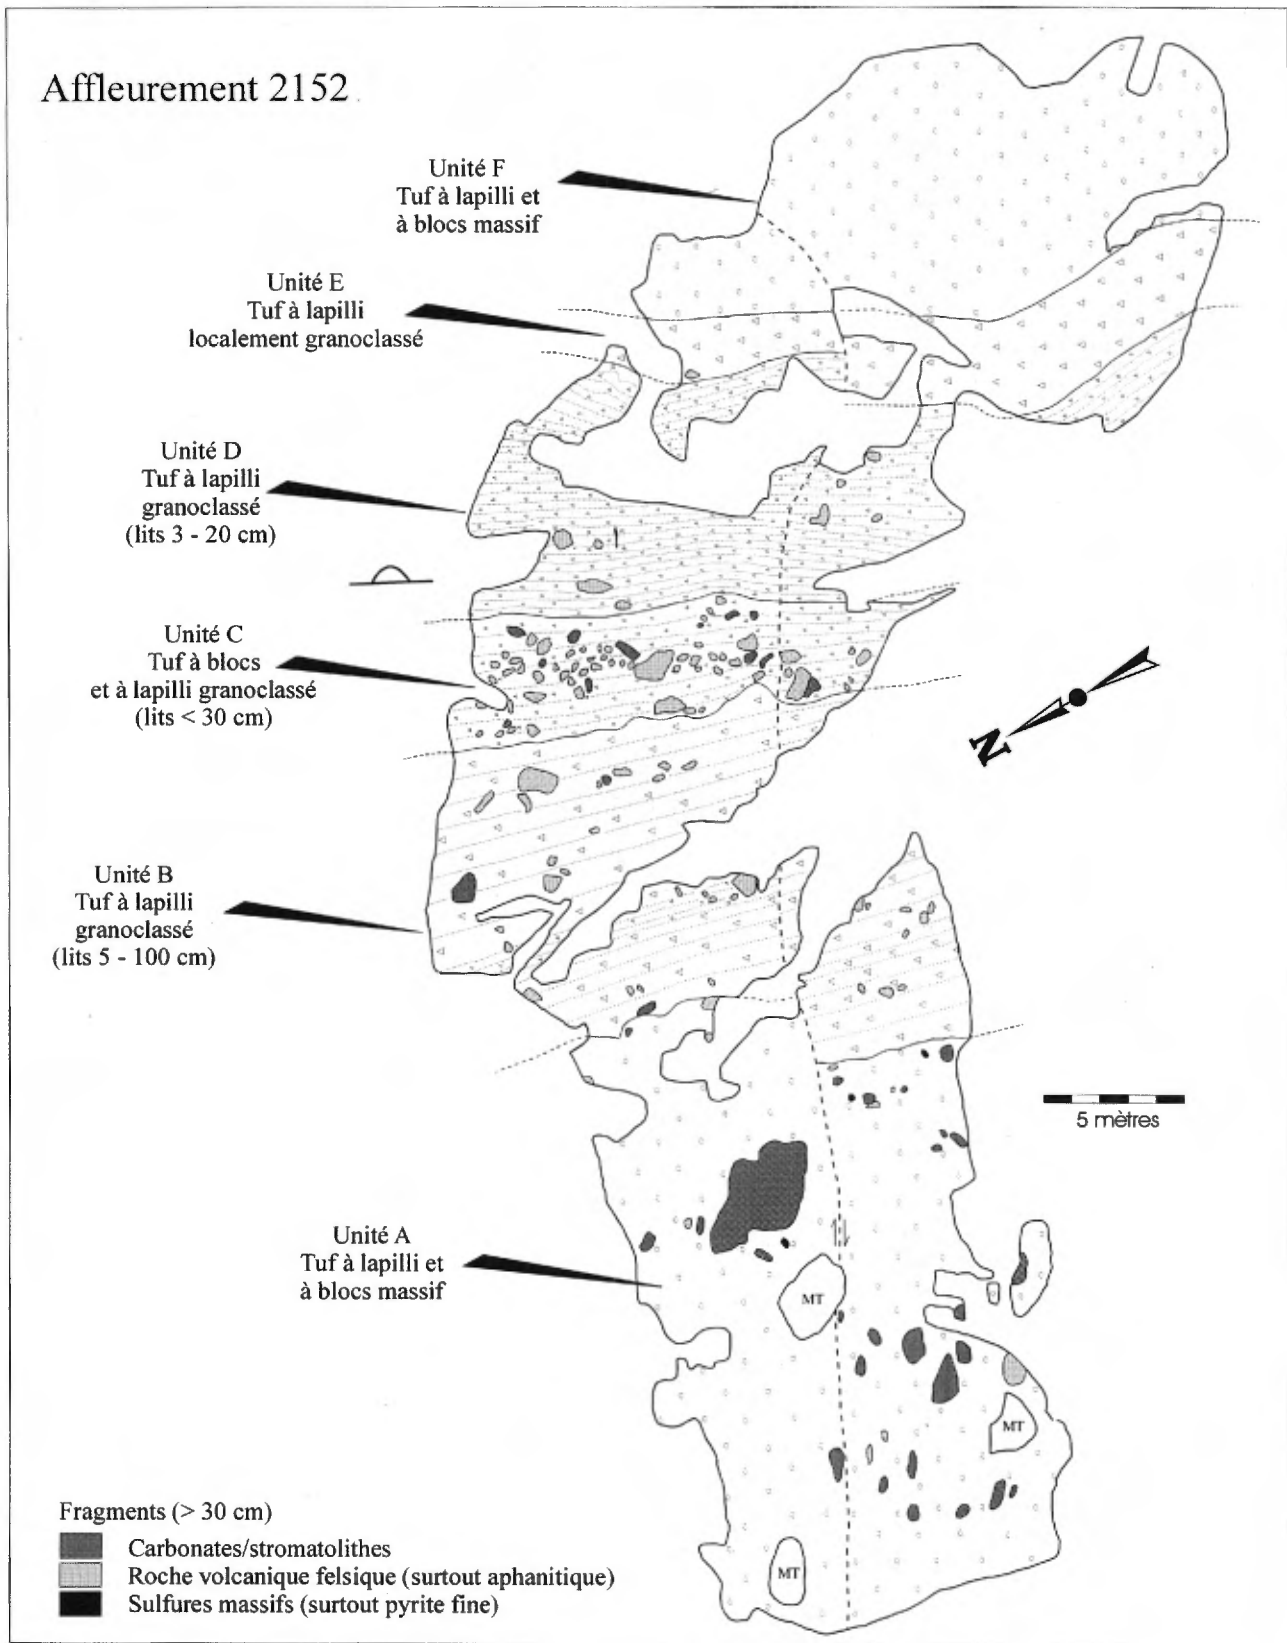 Affleurement 2152
Unité F
Tuf à lapilli et
à blocs massif
Unité E
Tuf à lapilli
localement granoclassé
Unité D
Tuf à lapilli
granoclassé
(lits 3 - 20 cm)
Unité C
Tuf à blocs
et à lapilli granoclassé
(lits < 30 cm)
N
Unité B
Tuf à lapilli
granoclassé
(lits 5 - 100 cm)
5 mètres
Unité A
Tuf à lapilli et
à blocs massif
MT
MT
MT
Fragments (> 30 cm)
Carbonates/stromatolithes
Roche volcanique felsique (surtout aphanitique)
Sulfures massifs (surtout pyrite fine)